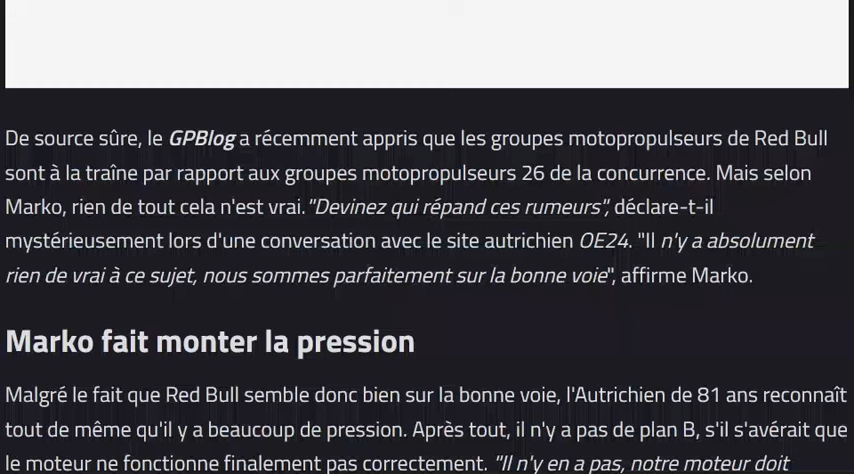 De source sûre, le GPBlog a récemment appris que les groupes motopropulseurs de Red Bull
sont à la traîne par rapport aux groupes motopropulseurs 26 de la concurrence. Mais selon
Marko, rien de tout cela n'est vrai. "Devinez qui répand ces rumeurs", déclare-t-il
mystérieusement lors d'une conversation avec le site autrichien OE24. "Il n'y a absolument
rien de vrai à ce sujet, nous sommes parfaitement sur la bonne voie", affirme Marko.
Marko fait monter la pression
Malgré le fait que Red Bull semble donc bien sur la bonne voie, l'Autrichien de 81 ans reconnaît
tout de même qu'il y a beaucoup de pression. Après tout, il n'y a pas de plan B, s'il s'avérait que
le moteur ne fonctionne finalement pas correctement. "Il n'y en a pas, notre moteur doit